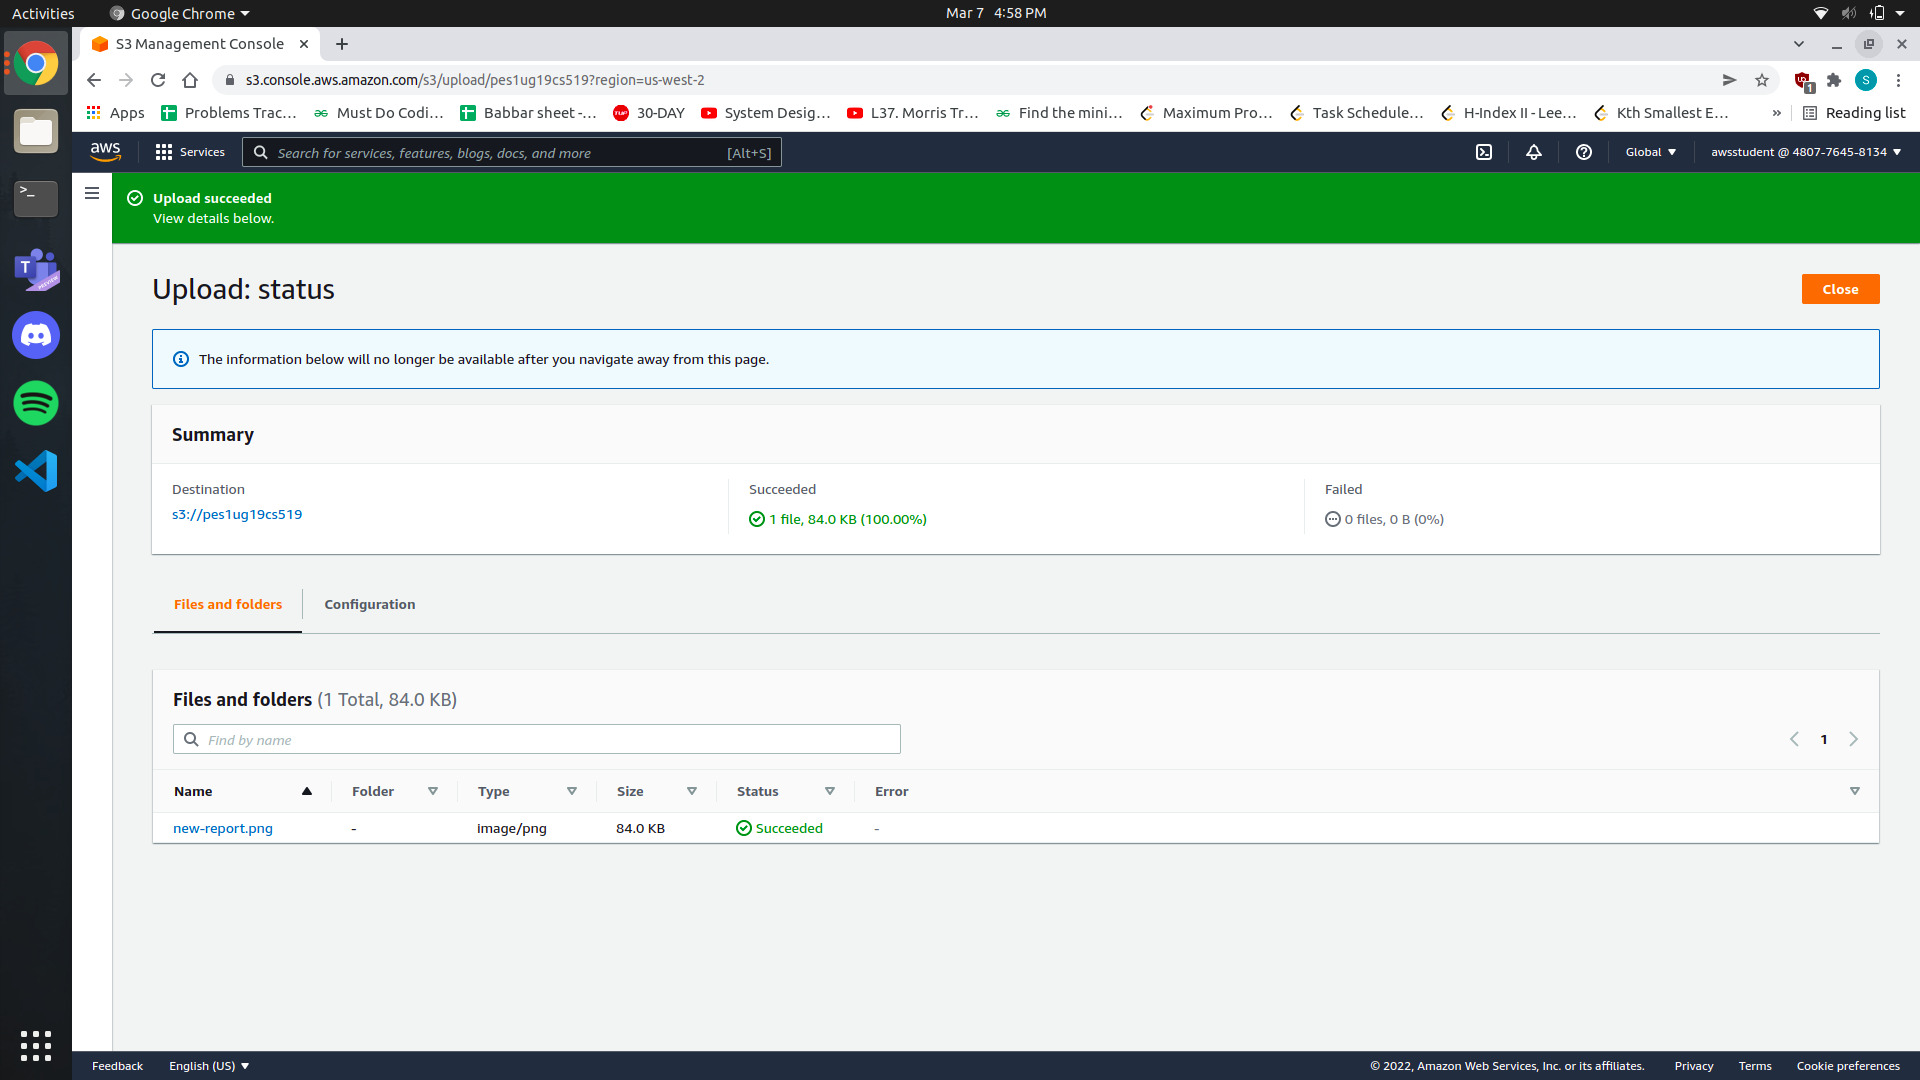 Activities Google Chrome Mar 7 4:58 PM
S3 Management Console
s3.console.aws.amazon.com/s3/upload/pes1ug19cs519?region=us-west-2 1 S
Apps Problems Trac… Must Do Codi… Babbar sheet -… 30-DAY System Desig… L37. Morris Tr… Find the mini… Maximum Pro… Task Schedule… H-Index II - Lee… Kth Smallest E… » Reading list
aws Services Search for services, features, blogs, docs, and more [Alt+S] Global awsstudent @ 4807-7645-8134
Upload succeeded
View details below.
Upload: status
Close
The information below will no longer be available after you navigate away from this page.
Summary
Destination Succeeded Failed
s3://pes1ug19cs519 1 file, 84.0 KB (100.00%) 0 files, 0 B (0%)
Files and folders Configuration
Files and folders (1 Total, 84.0 KB)
Find by name 1
Name Folder Type Size Status Error
new-report.png - image/png 84.0 KB Succeeded -
Feedback English (US) © 2022, Amazon Web Services, Inc. or its affiliates. Privacy Terms Cookie preferences